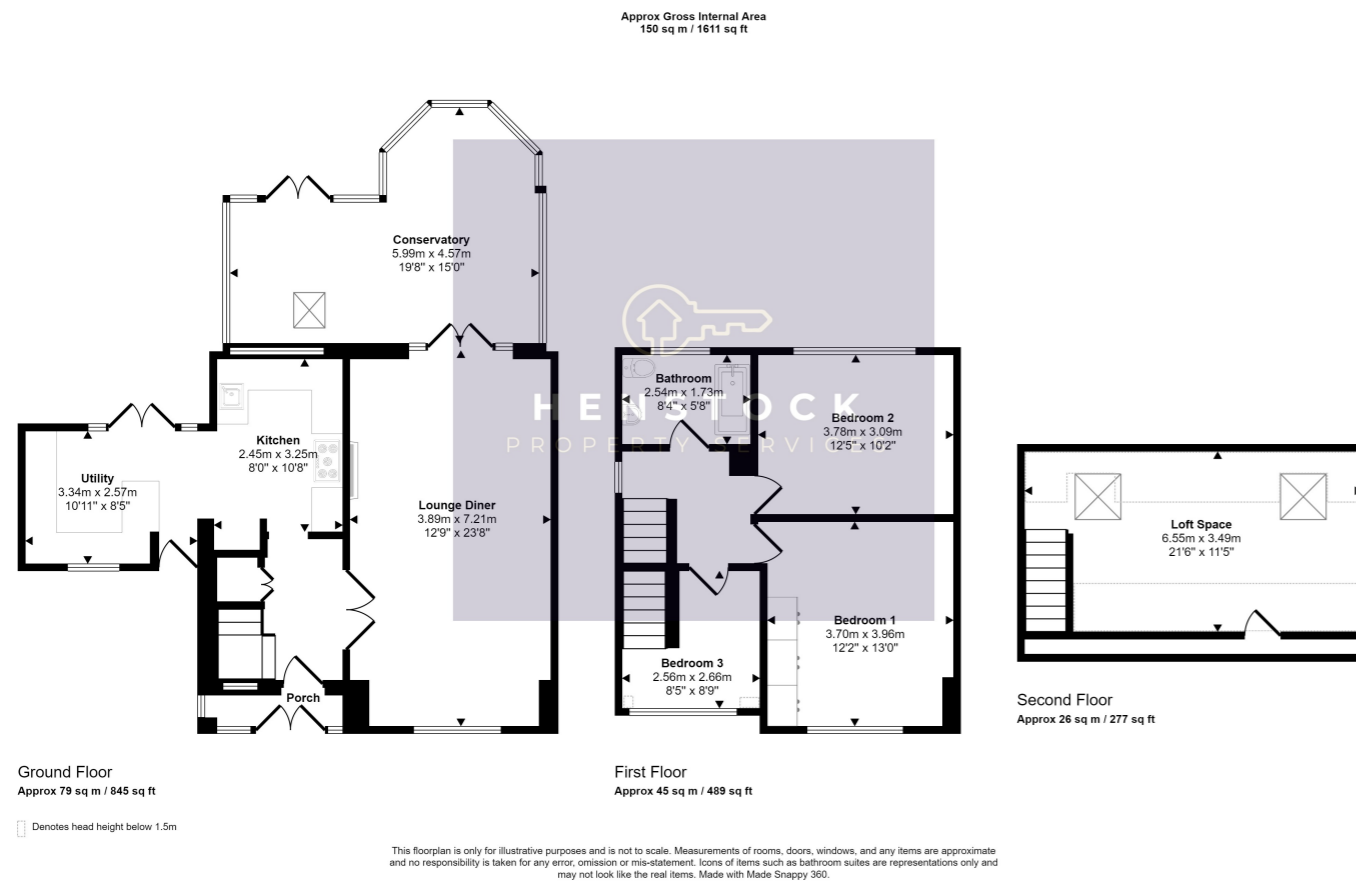 Approx Gross Internal Area
150 sq m / 1611 sq ft
Conservatory
5.99m x 4.57m
19'8" x 15'0"
Kitchen
2.45m x 3.25m
8'0" x 10'8"
Utility
3.34m x 2.57m
10'11" x 8'5"
Lounge Diner
3.89m x 7.21m
12'9" x 23'8"
Porch
Ground Floor
Approx 79 sq m / 845 sq ft
Denotes head height below 1.5m
HENSTOCK
PROPERTY SERVICES
Bathroom
2.54m x 1.73m
8'4" x 5'8"
Bedroom 2
3.78m x 3.09m
12'5" x 10'2"
Bedroom 1
3.70m x 3.96m
12'2" x 13'0"
Bedroom 3
2.56m x 2.66m
8'5" x 8'9"
First Floor
Approx 45 sq m / 489 sq ft
Loft Space
6.55m x 3.49m
21'6" x 11'5"
Second Floor
Approx 26 sq m / 277 sq ft
This floorplan is only for illustrative purposes and is not to scale. Measurements of rooms, doors, windows, and any items are approximate
and no responsibility is taken for any error, omission or mis-statement. Icons of items such as bathroom suites are representations only and
may not look like the real items. Made with Made Snappy 360.